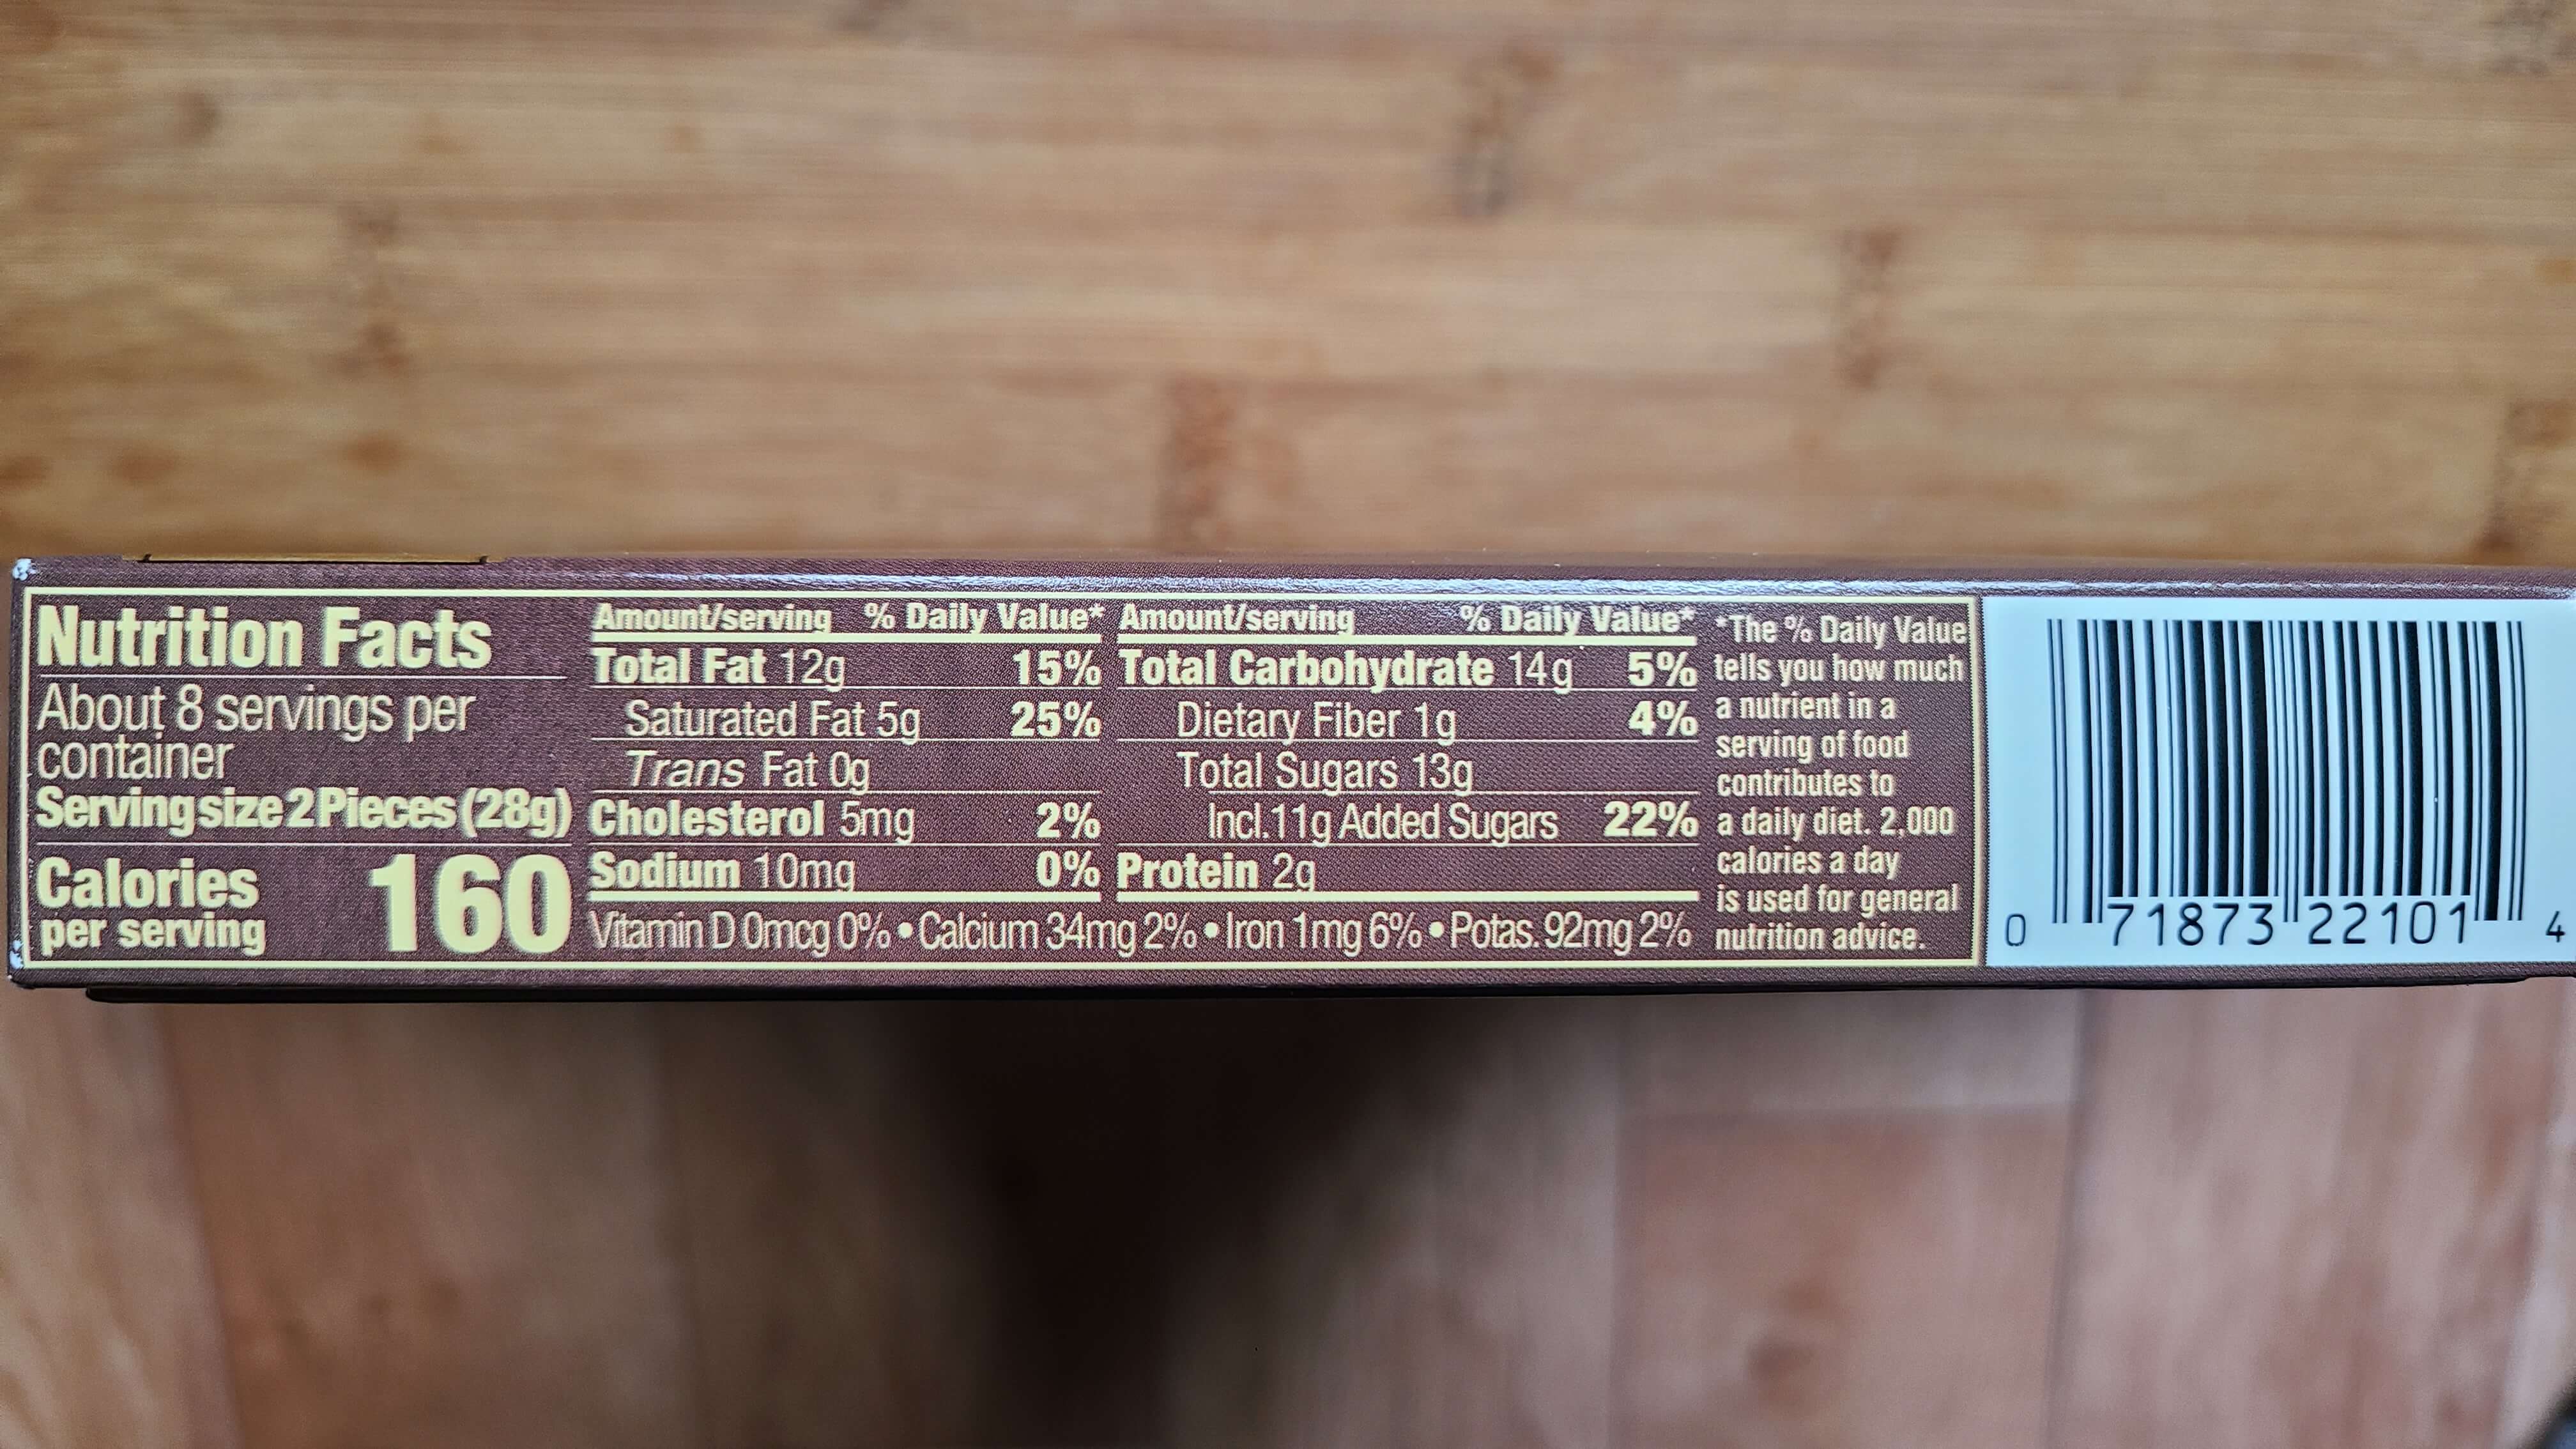 Nutrition Facts
About 8 servings per
container
Serving size 2 Pieces (28g)
Calories
per serving
160
Amount/serving % Daily Value*
Total Fat 12g 15%
Saturated Fat 5g 25%
Trans Fat 0g
Cholesterol 5mg 2%
Sodium 10mg 0%
Amount/serving % Daily Value*
Total Carbohydrate 14g 5%
Dietary Fiber 1g 4%
Total Sugars 13g
Incl. 11g Added Sugars 22%
Protein 2g
Vitamin D 0mcg 0% • Calcium 34mg 2% • Iron 1mg 6% • Potas. 92mg 2%
*The % Daily Value
tells you how much
a nutrient in a
serving of food
contributes to
a daily diet. 2,000
calories a day
is used for general
nutrition advice.
0 71873 22101 4